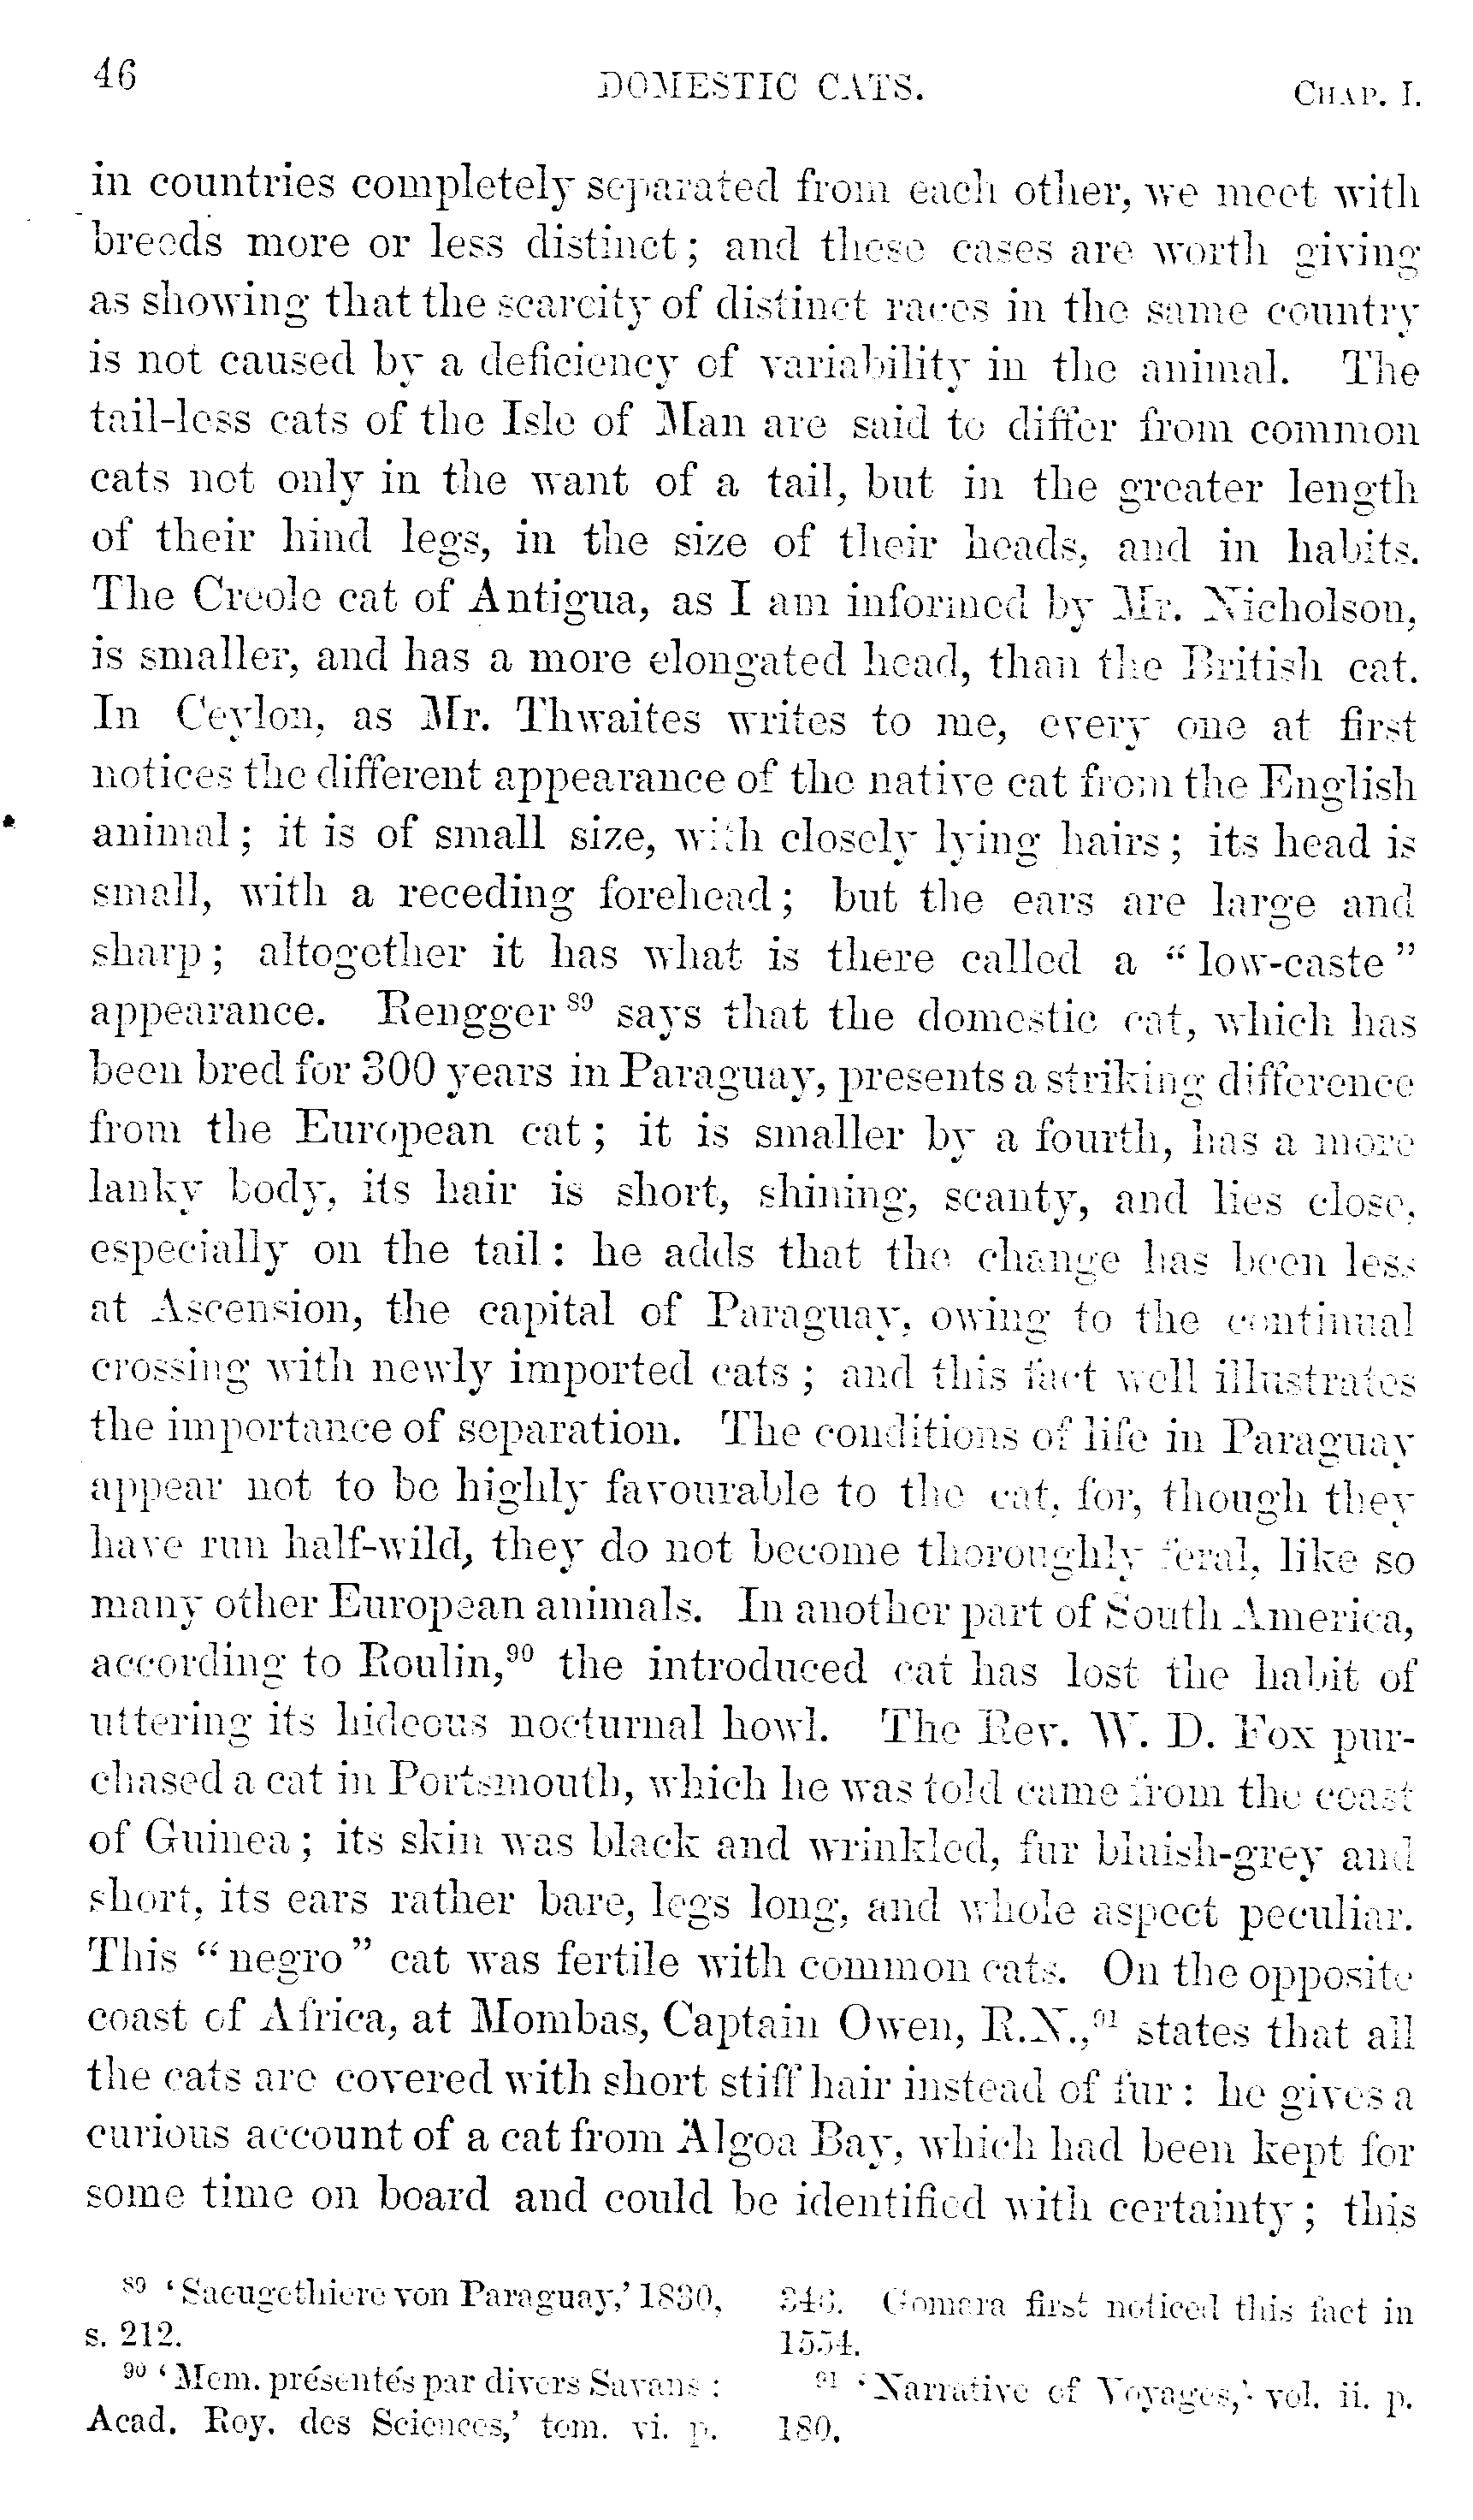 46
DOMESTIC CATS.
CHAP. I.
in countries completely separated from each other, we meet with
breeds more or less distinct; and these cases are worth giving
as showing that the scarcity of distinct races in the same country
is not caused by a deficiency of variability in the animal. The
tail-less cats of the Isle of Man are said to differ from common
cats not only in the want of a tail, but in the greater length
of their hind legs, in the size of their heads, and in habits.
The Creole cat of Antigua, as I am informed by Mr. Nicholson,
is smaller, and has a more elongated head, than the British cat.
In Ceylon, as Mr. Thwaites writes to me, every one at first
notices the different appearance of the native cat from the English
animal; it is of small size, with closely lying hairs; its head is
small, with a receding forehead; but the ears are large and
sharp; altogether it has what is there called a "low-caste"
appearance. Rengger⁸⁹ says that the domestic cat, which has
been bred for 300 years in Paraguay, presents a striking difference
from the European cat; it is smaller by a fourth, has a more
lanky body, its hair is short, shining, scanty, and lies close,
especially on the tail: he adds that the change has been less
at Ascension, the capital of Paraguay, owing to the continual
crossing with newly imported cats; and this fact well illustrates
the importance of separation. The conditions of life in Paraguay
appear not to be highly favourable to the cat, for, though they
have run half-wild, they do not become thoroughly feral, like so
many other European animals. In another part of South America,
according to Roulin,⁹⁰ the introduced cat has lost the habit of
uttering its hideous nocturnal howl. The Rev. W. D. Fox pur-
chased a cat in Portsmouth, which he was told came from the coast
of Guinea; its skin was black and wrinkled, fur bluish-grey and
short, its ears rather bare, legs long, and whole aspect peculiar.
This "negro" cat was fertile with common cats. On the opposite
coast of Africa, at Mombas, Captain Owen, R.N.,⁹¹ states that all
the cats are covered with short stiff hair instead of fur: he gives a
curious account of a cat from Algoa Bay, which had been kept for
some time on board and could be identified with certainty; this
⁸⁹ 'Saeugethiere von Paraguay,' 1830,
s. 212.
⁹⁰ 'Mem. présentés par divers Savans:
Acad. Roy. des Sciences,' tom. vi. p.
346. Gomara first noticed this fact in
1554.
⁹¹ 'Narrative of Voyages,' vol. ii. p.
180.